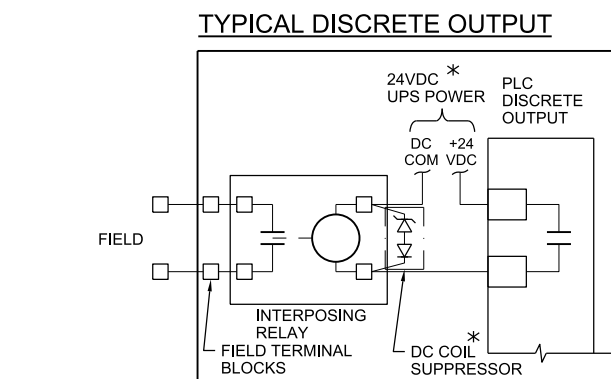 TYPICAL DISCRETE OUTPUT
24VDC *
UPS POWER
PLC
DISCRETE
OUTPUT
DC
COM
+24
VDC
FIELD
INTERPOSING
RELAY
FIELD TERMINAL
BLOCKS
DC COIL *
SUPPRESSOR